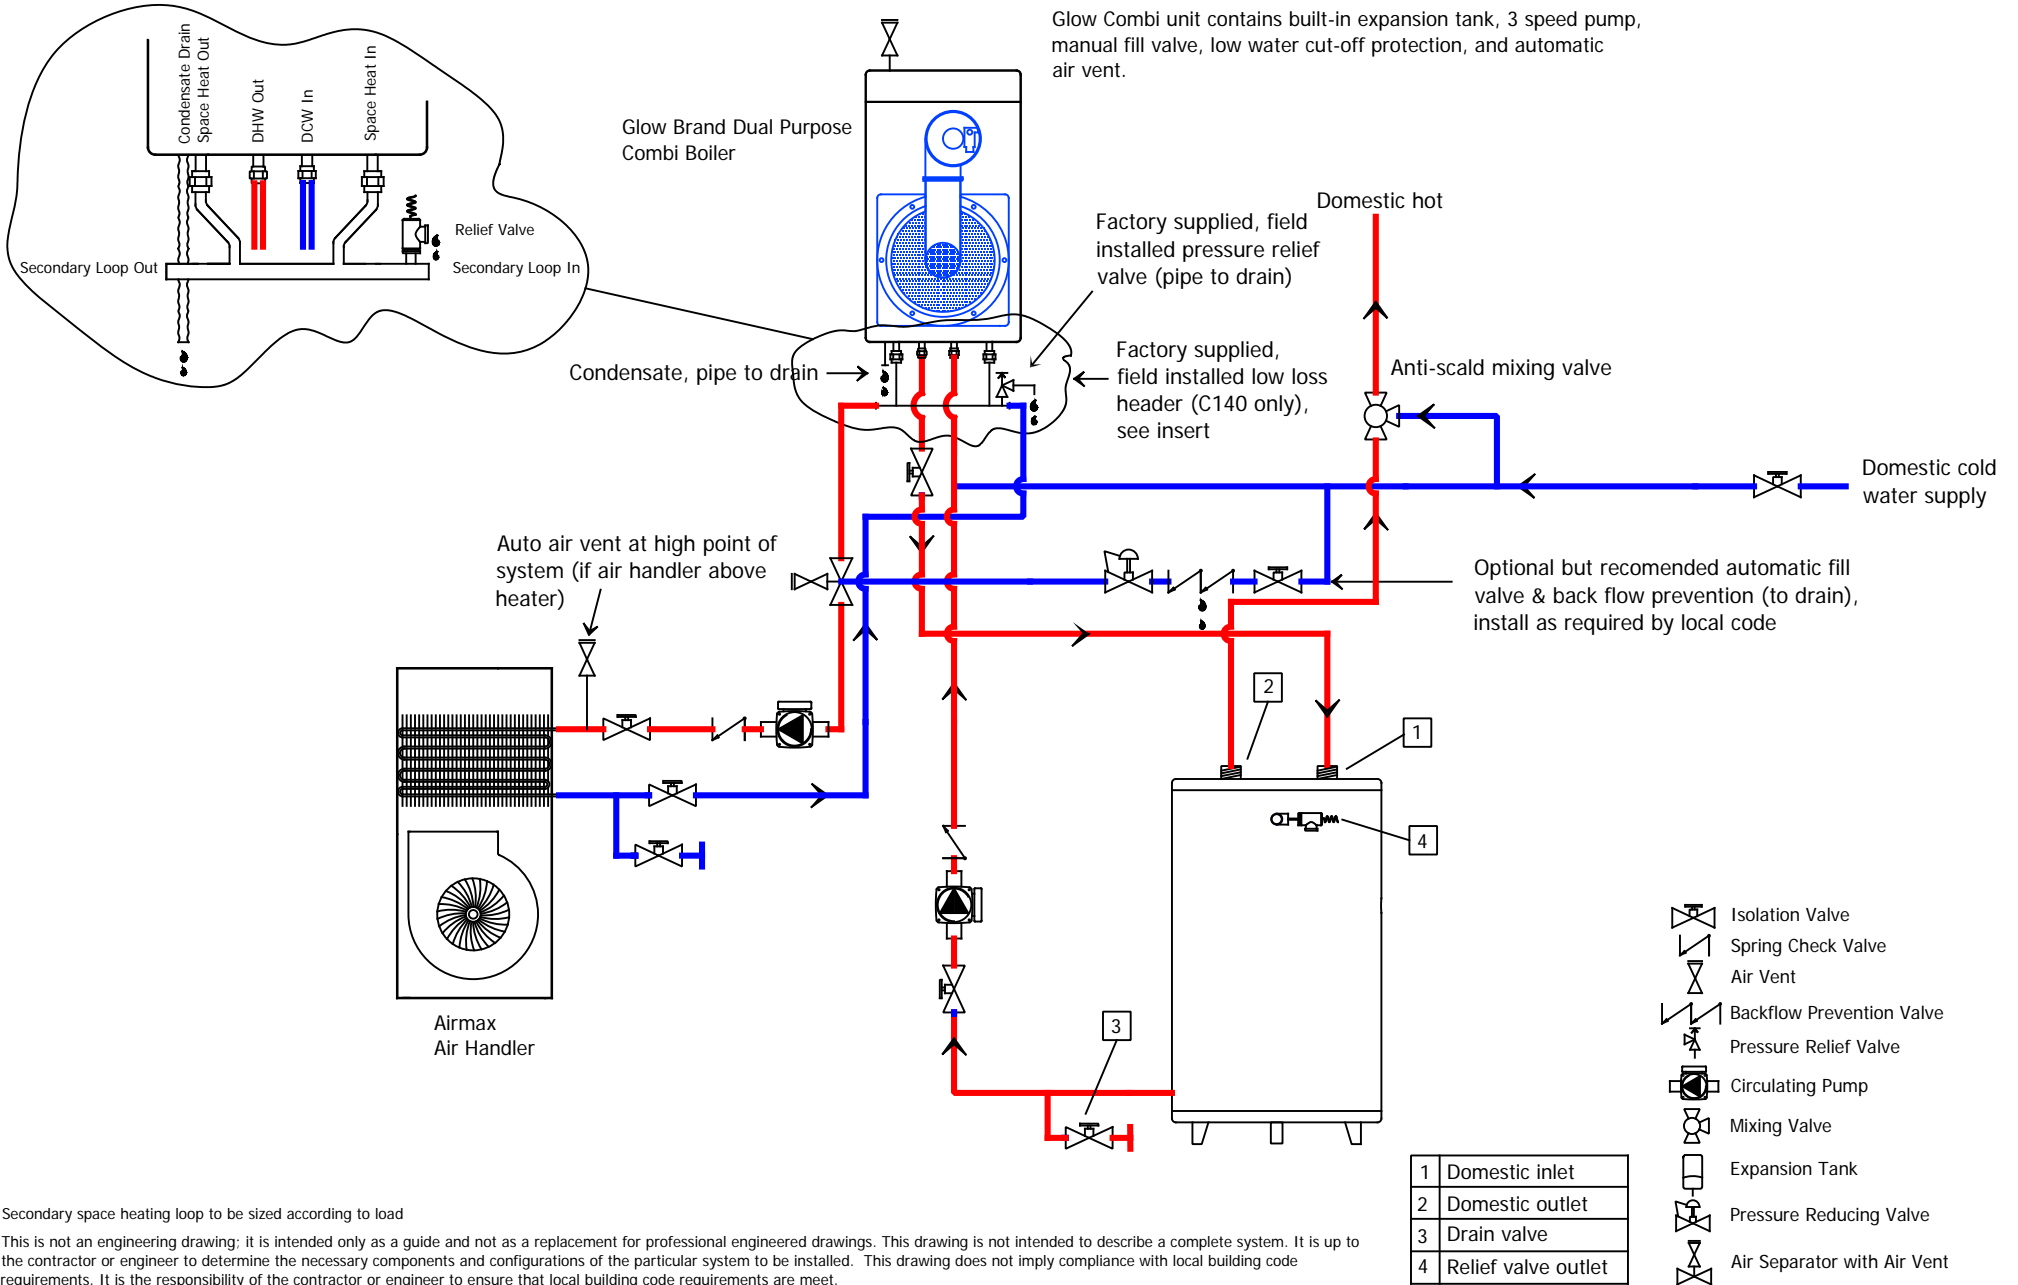 Glow Combi unit contains built-in expansion tank, 3 speed pump,
manual fill valve, low water cut-off protection, and automatic
air vent.
Condensate Drain
Space Heat Out
DHW Out
DCW In
Space Heat In
Relief Valve
Secondary Loop Out
Secondary Loop In
Glow Brand Dual Purpose
Combi Boiler
Domestic hot
Factory supplied, field
installed pressure relief
valve (pipe to drain)
Condensate, pipe to drain
Factory supplied,
field installed low loss
header (C140 only),
see insert
Anti-scald mixing valve
Domestic cold
water supply
Auto air vent at high point of
system (if air handler above
heater)
Optional but recomended automatic fill
valve & back flow prevention (to drain),
install as required by local code
2
1
4
3
Airmax
Air Handler
Isolation Valve
Spring Check Valve
Air Vent
Backflow Prevention Valve
Pressure Relief Valve
Circulating Pump
Mixing Valve
Expansion Tank
Pressure Reducing Valve
Air Separator with Air Vent
1 Domestic inlet
2 Domestic outlet
3 Drain valve
4 Relief valve outlet
Secondary space heating loop to be sized according to load
This is not an engineering drawing; it is intended only as a guide and not as a replacement for professional engineered drawings. This drawing is not intended to describe a complete system. It is up to
the contractor or engineer to determine the necessary components and configurations of the particular system to be installed. This drawing does not imply compliance with local building code
requirements. It is the responsibility of the contractor or engineer to ensure that local building code requirements are meet.